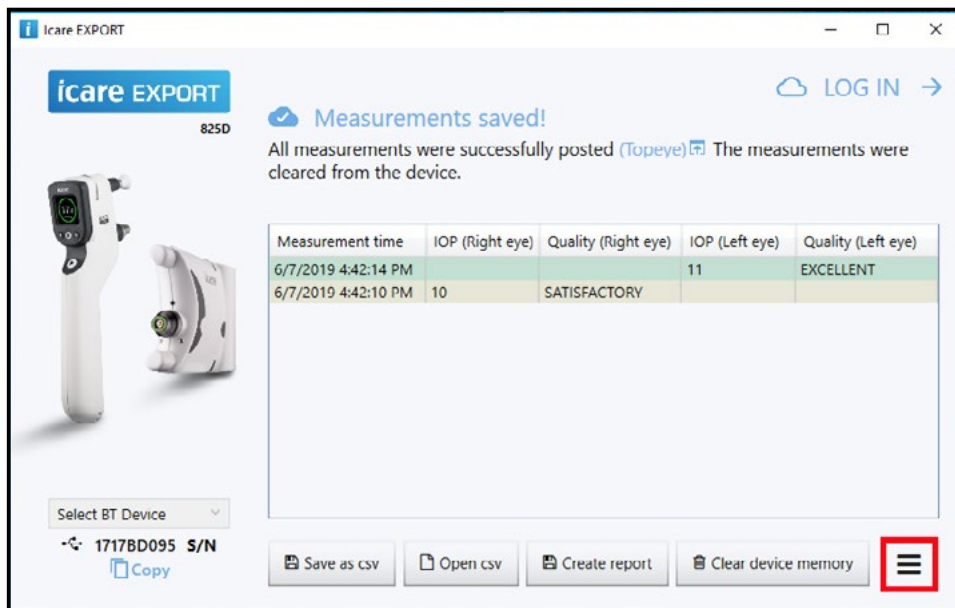 Icare EXPORT
icare EXPORT
825D
LOG IN
Measurements saved!
All measurements were successfully posted (Topeye) The measurements were
cleared from the device.
Measurement time IOP (Right eye) Quality (Right eye) IOP (Left eye) Quality (Left eye)
6/7/2019 4:42:14 PM 11 EXCELLENT
6/7/2019 4:42:10 PM 10 SATISFACTORY
Select BT Device
1717BD095 S/N
Copy
Save as csv Open csv Create report Clear device memory